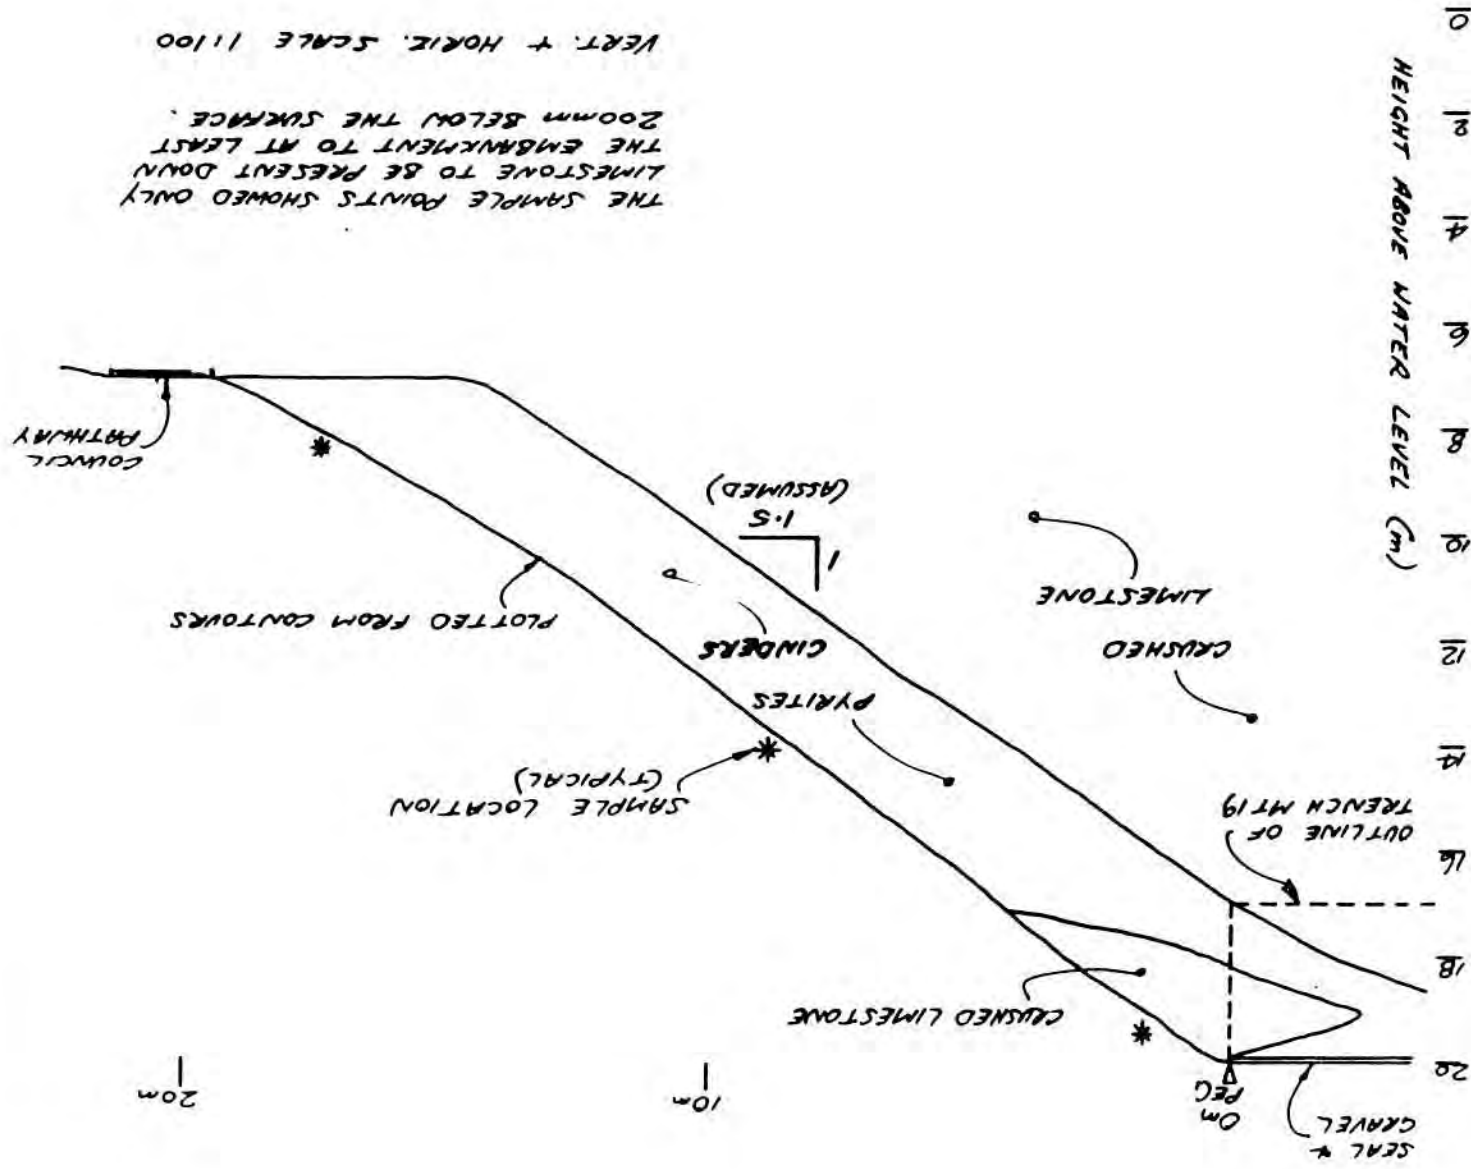 SEAL &
GRAVEL
0m
PEG
10m
20m
20
18
16
14
12
10
8
6
4
2
0
HEIGHT ABOVE WATER LEVEL (m)
CRUSHED LIMESTONE
OUTLINE OF
TRENCH MT19
SAMPLE LOCATION
(TYPICAL)
PYRITES
CINDERS
CRUSHED
LIMESTONE
PLOTTED FROM CONTOURS
1
1.5
(ASSUMED)
COUNCIL
PATHWAY
THE SAMPLE POINTS SHOWED ONLY
LIMESTONE TO BE PRESENT DOWN
THE EMBANKMENT TO AT LEAST
200mm BELOW THE SURFACE.
VERT. & HORIZ. SCALE 1:100